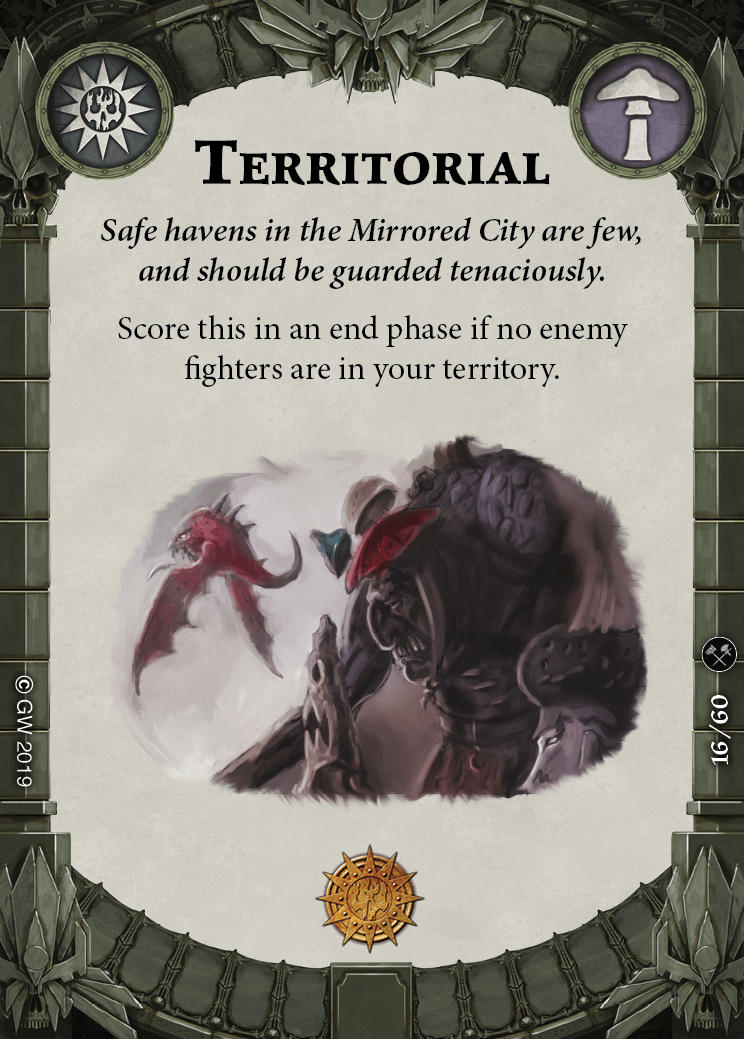 Territorial
Safe havens in the Mirrored City are few,
and should be guarded tenaciously.
Score this in an end phase if no enemy
fighters are in your territory.
© GW 2019
16/60